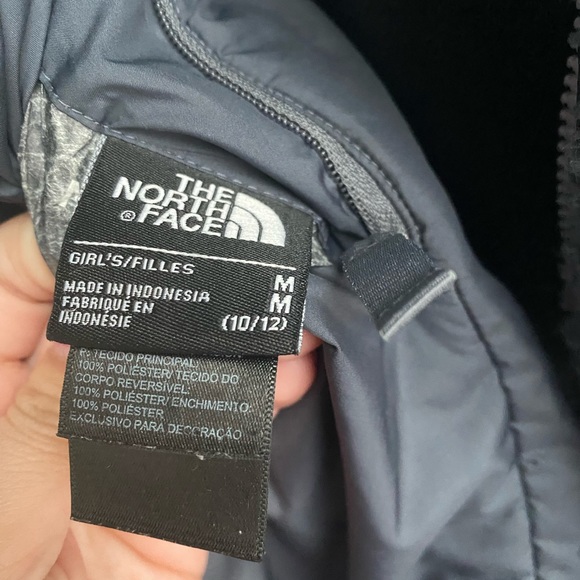 THE
NORTH
FACE®
GIRL'S/FILLES M
MADE IN INDONESIA M
FABRIQUÉ EN
INDONÉSIE (10/12)
P: TECIDO PRINCIPAL
100% POLIÉSTER/TECIDO DO
CORPO REVERSÍVEL:
100% POLIÉSTER/ENCHIMENTO:
100% POLIÉSTER
EXCLUSIVO PARA DECORAÇÃO